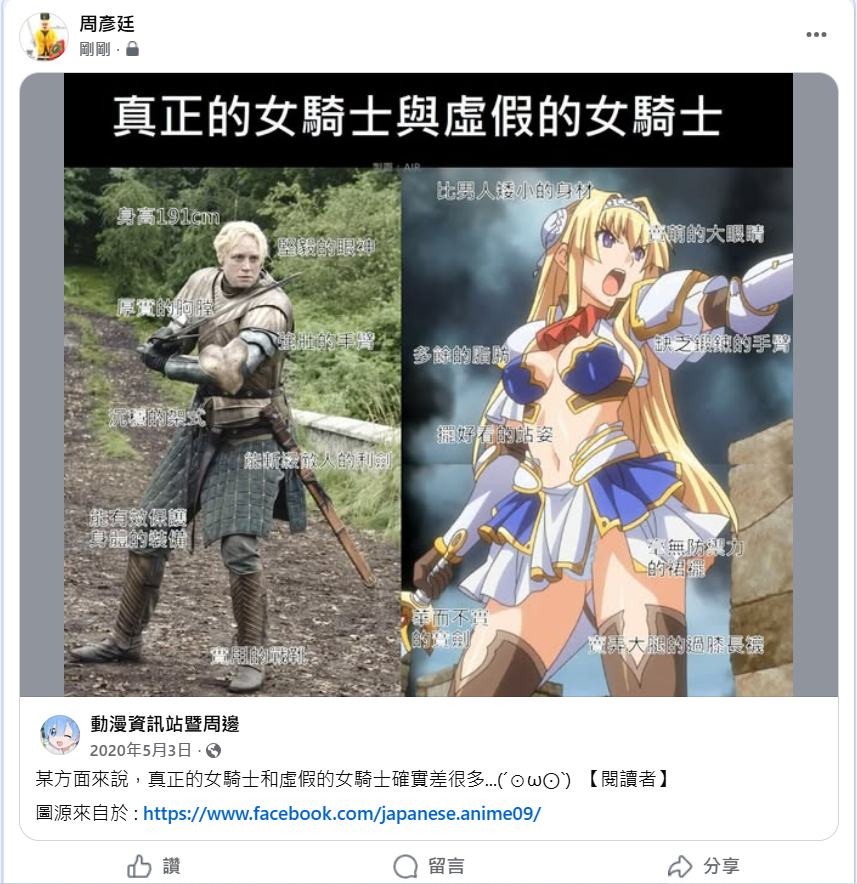 周彥廷
剛剛 ·
真正的女騎士與虛假的女騎士
製圖：AIR
身高191cm
堅毅的眼神
厚實的胸膛
強壯的手臂
沉穩的架式
能斬殺敵人的利劍
能有效保護
身體的裝備
實用的戰靴
比男人矮小的身材
賣萌的大眼睛
多餘的脂肪
缺乏鍛鍊的手臂
擺好看的站姿
毫無防禦力
的裙襬
華而不實
的寶劍
賣弄大腿的過膝長襪
動漫資訊站暨周邊
2020年5月3日 ·
某方面來說，真正的女騎士和虛假的女騎士確實差很多...(´⊙ω⊙`) 【閱讀者】
圖源來自於 : https://www.facebook.com/japanese.anime09/
讚
留言
分享